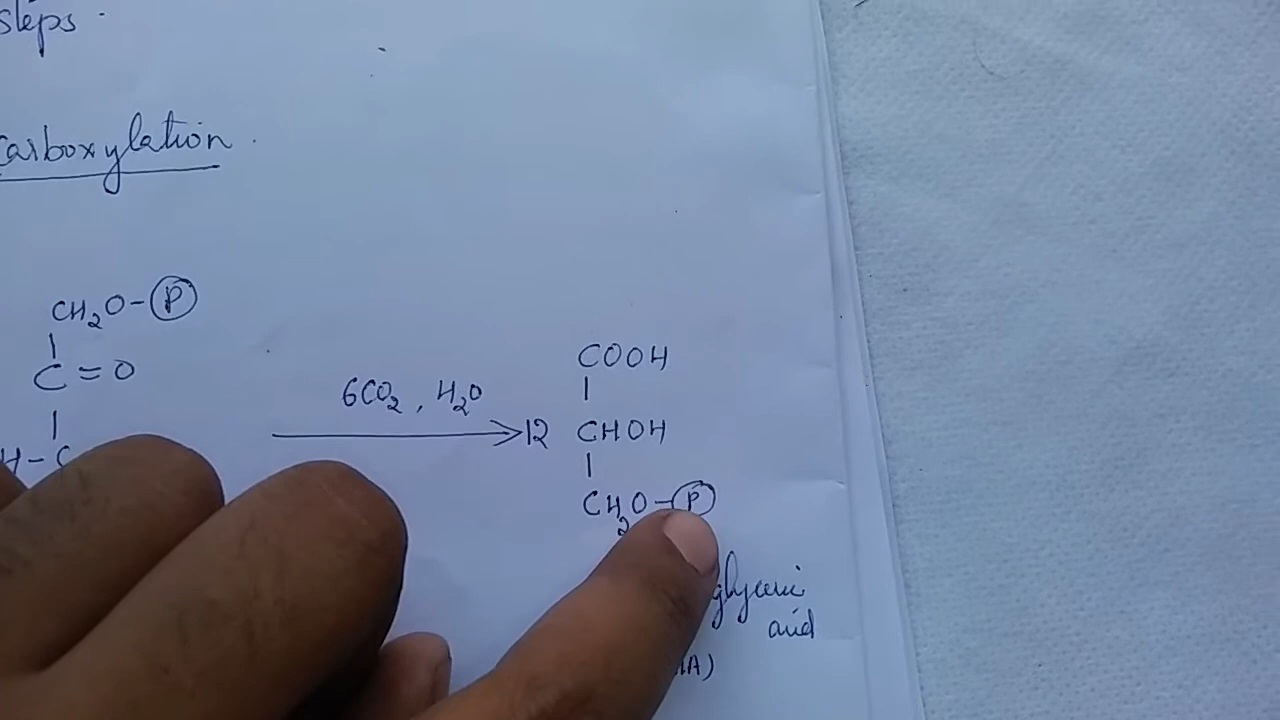 steps.
Carboxylation.
CH2O-P
C=O
H-C
6CO2, H2O
12
COOH
CHOH
CH2O-P
glyceric
acid
A)